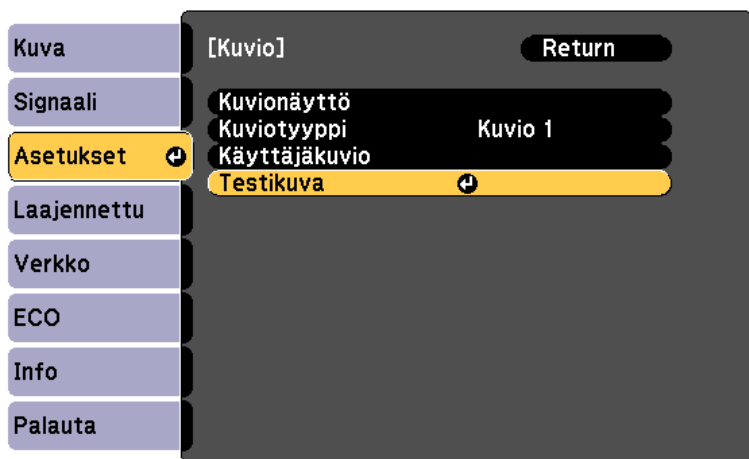 Kuva
Signaali
Asetukset
Laajennettu
Verkko
ECO
Info
Palauta
[Kuvio] Return
Kuvionäyttö
Kuviotyyppi Kuvio 1
Käyttäjäkuvio
Testikuva